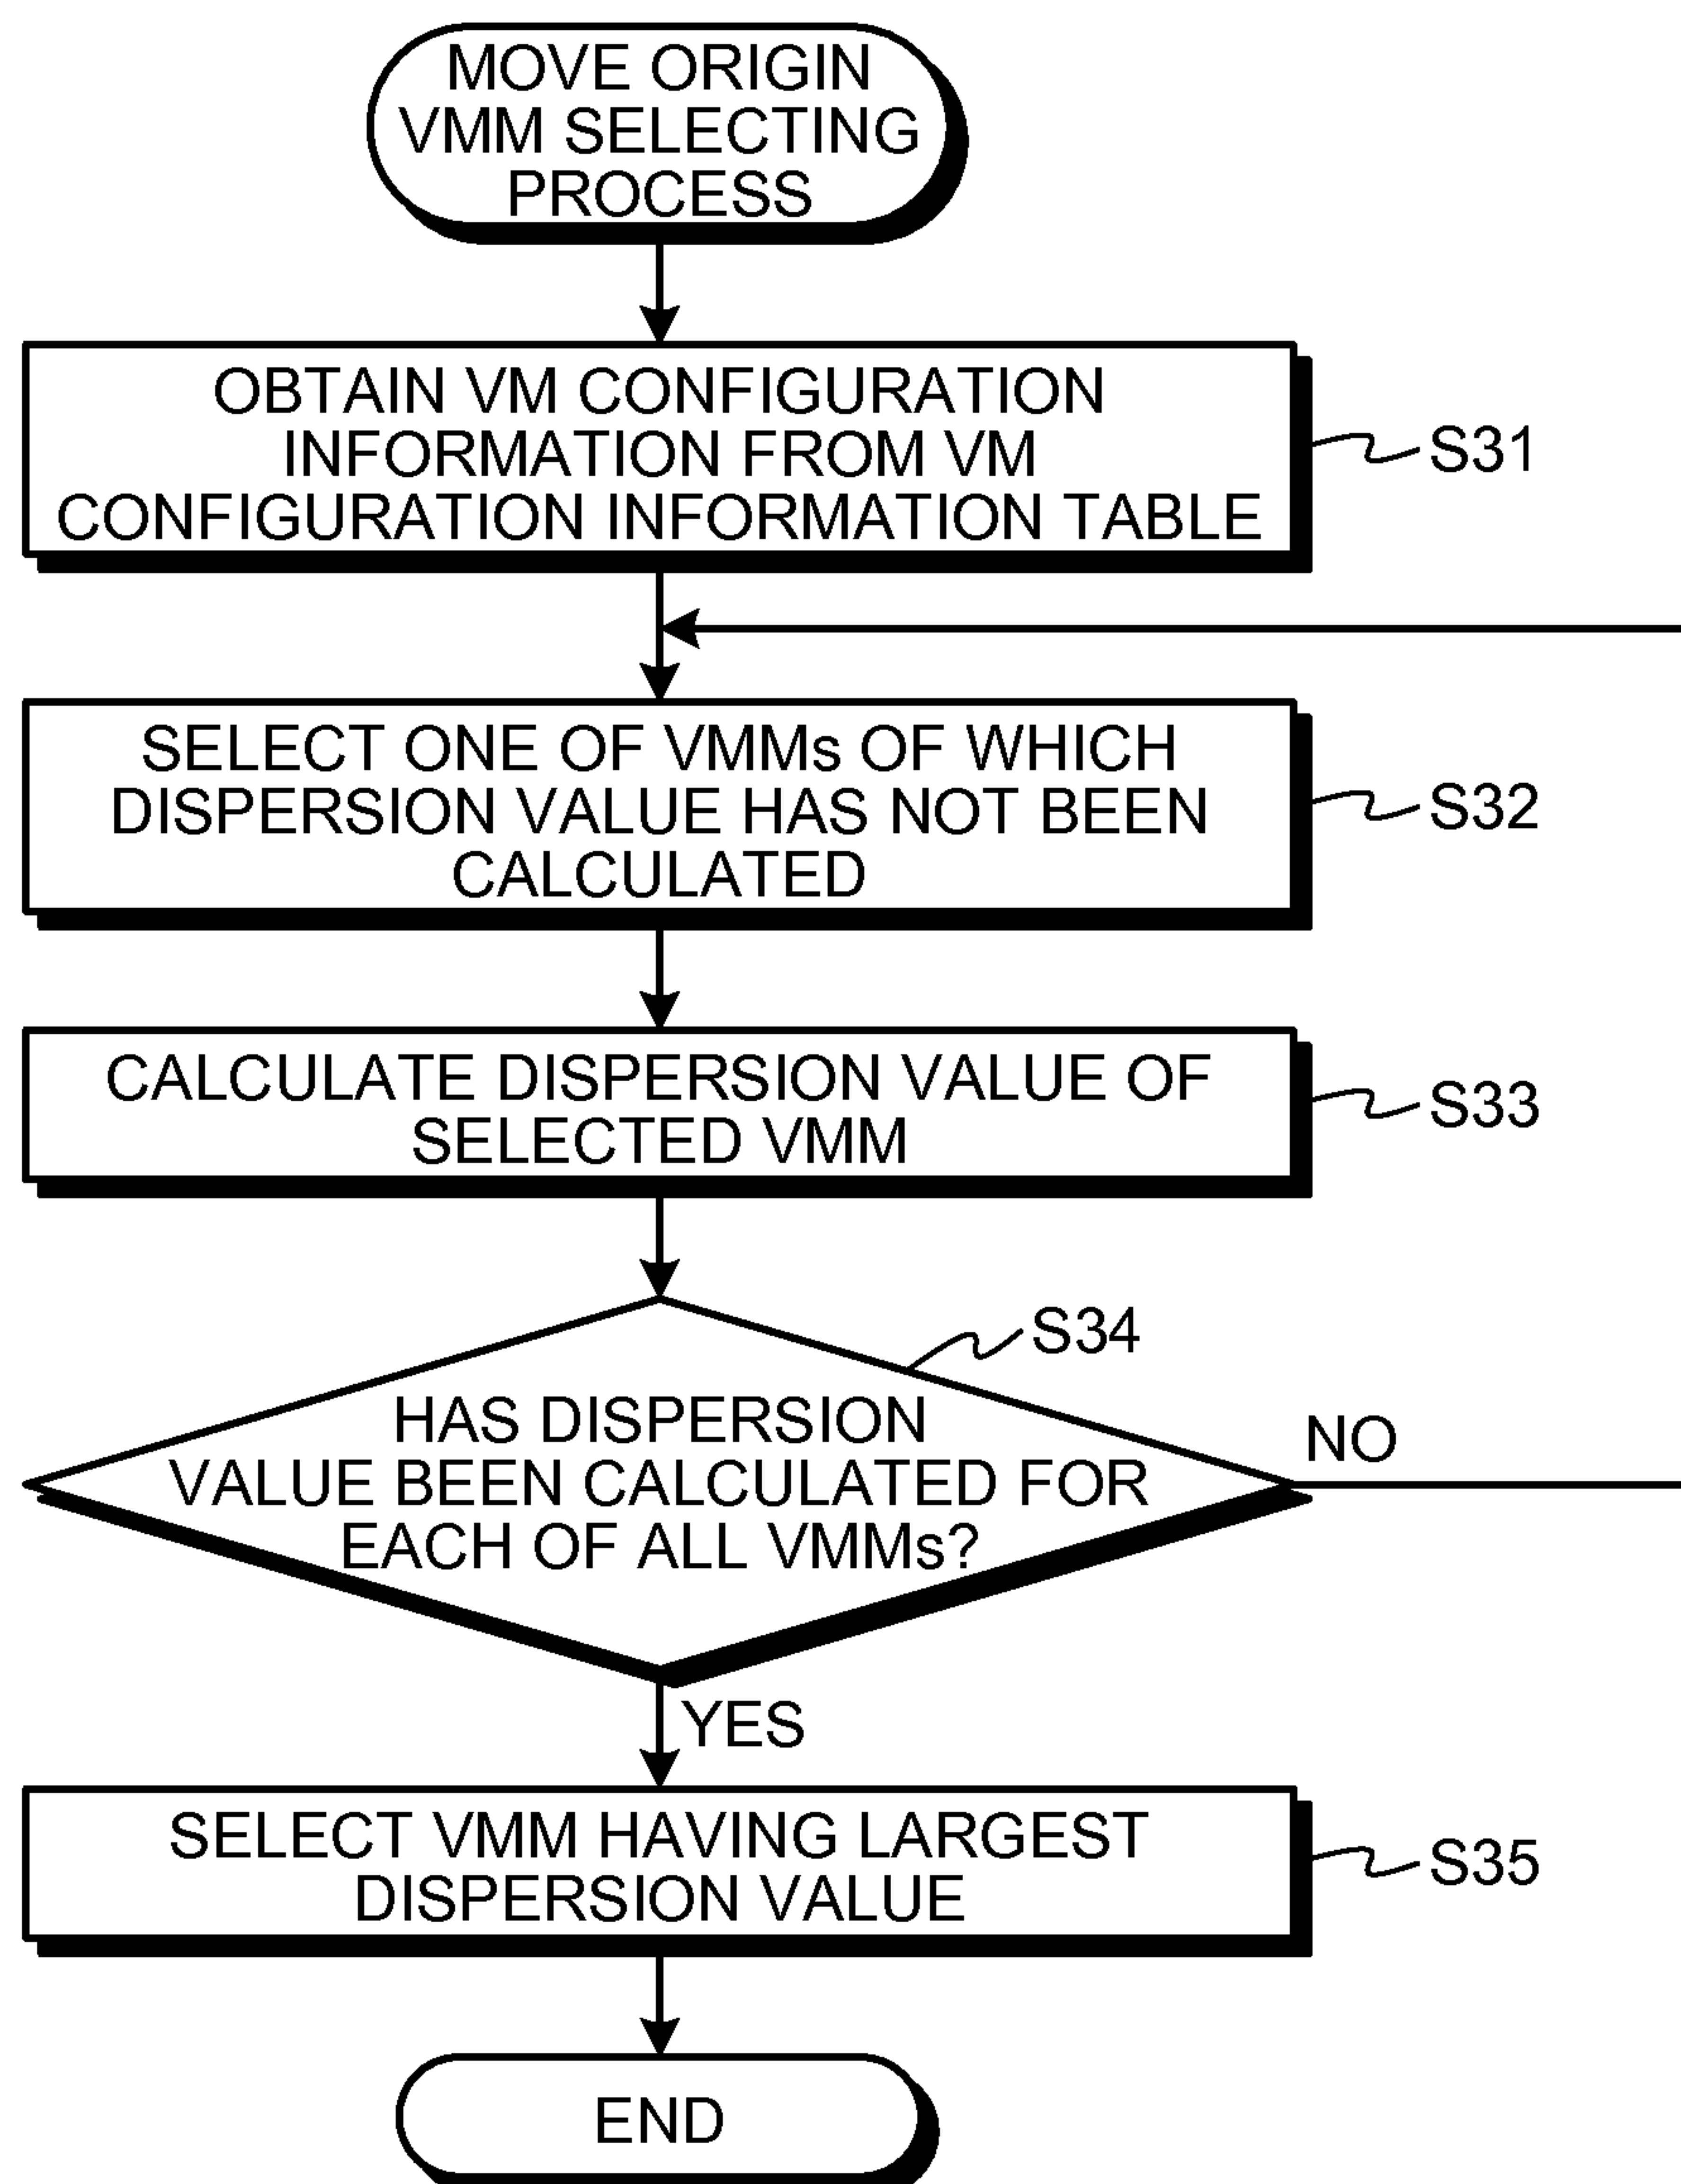 MOVE ORIGIN
VMM SELECTING
PROCESS
OBTAIN VM CONFIGURATION
INFORMATION FROM VM
CONFIGURATION INFORMATION TABLE
S31
SELECT ONE OF VMMs OF WHICH
DISPERSION VALUE HAS NOT BEEN
CALCULATED
S32
CALCULATE DISPERSION VALUE OF
SELECTED VMM
S33
S34
HAS DISPERSION
VALUE BEEN CALCULATED FOR
EACH OF ALL VMMs?
NO
YES
SELECT VMM HAVING LARGEST
DISPERSION VALUE
S35
END